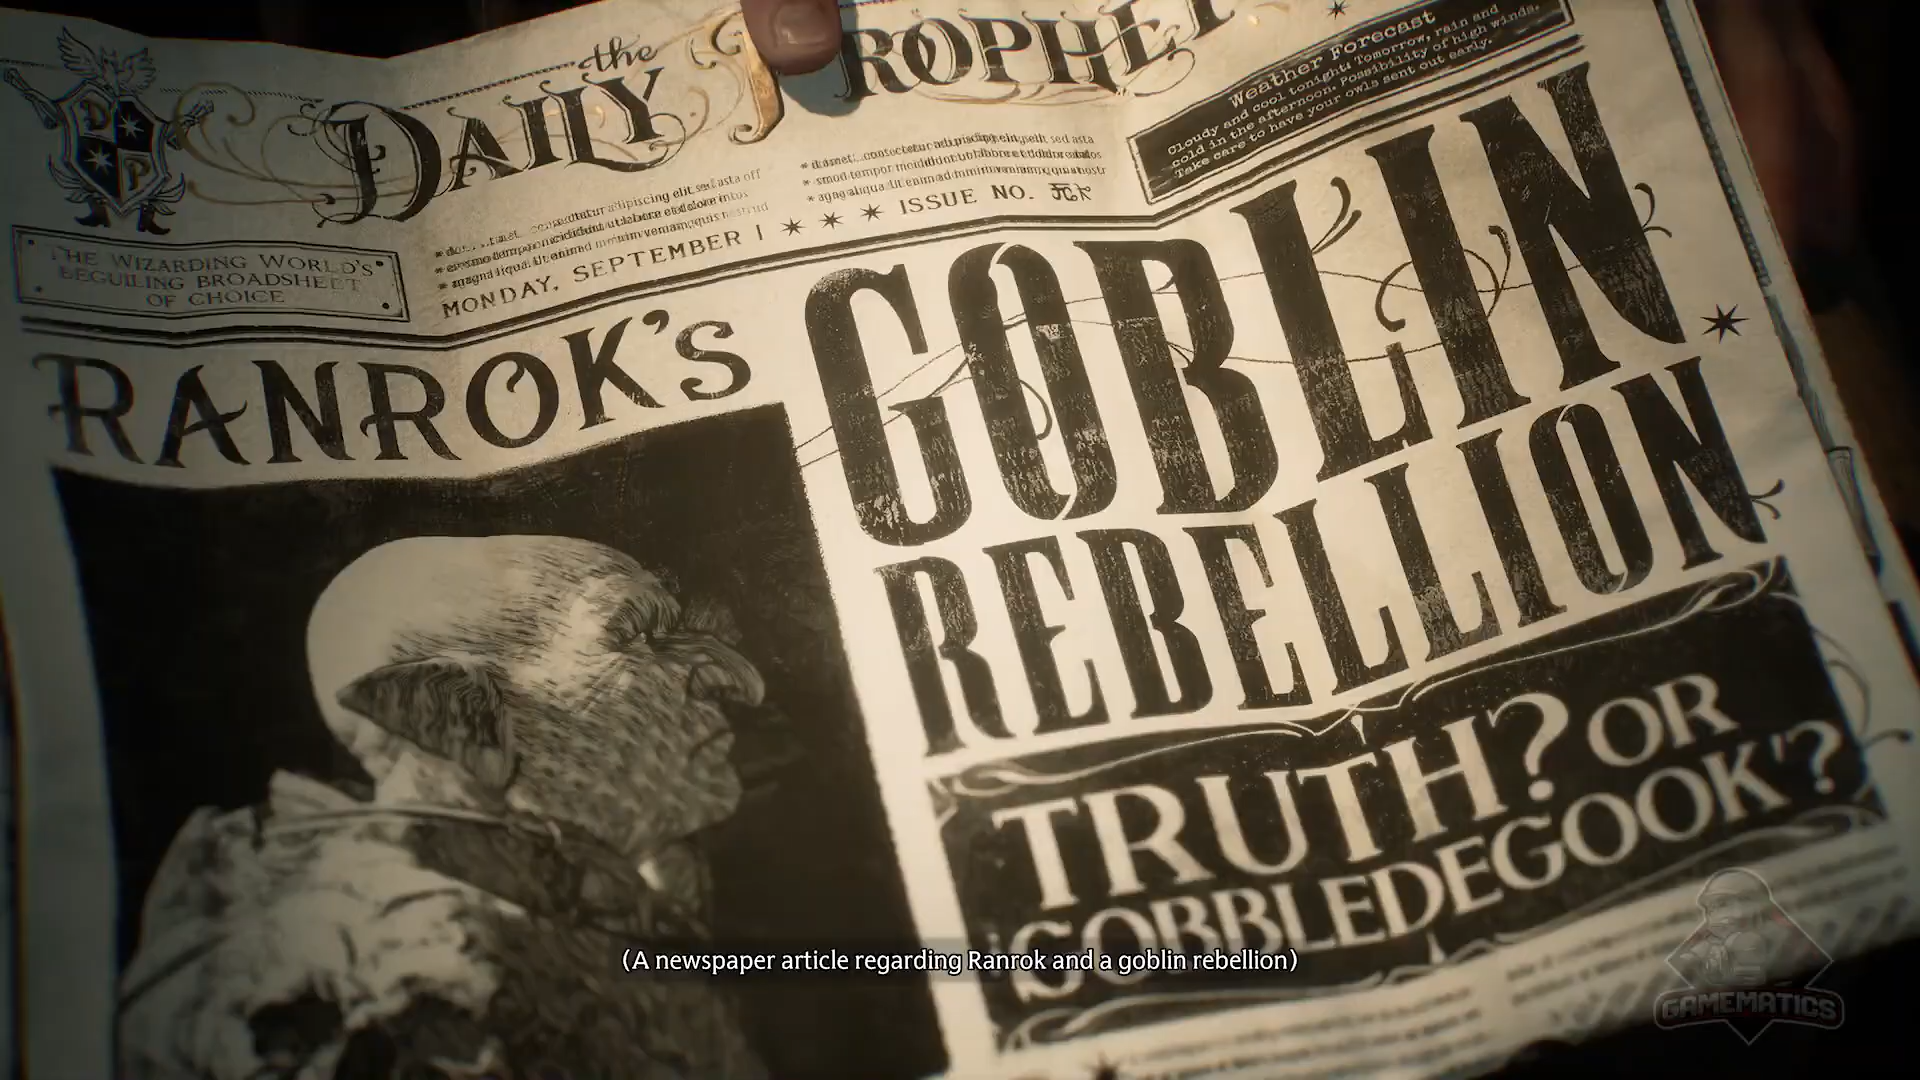 the
DAILY PROPHET
D
P
THE WIZARDING WORLD'S
BEGUILING BROADSHEET
OF CHOICE
MONDAY, SEPTEMBER 1 ISSUE NO.
Weather Forecast
Cloudy and cool tonight. Tomorrow, rain and
cold in the afternoon. Possibility of high winds.
Take care to have your owls sent out early.
RANROK'S
GOBLIN
REBELLION
TRUTH? OR
'GOBBLEDEGOOK'?
(A newspaper article regarding Ranrok and a goblin rebellion)
GAMEMATICS